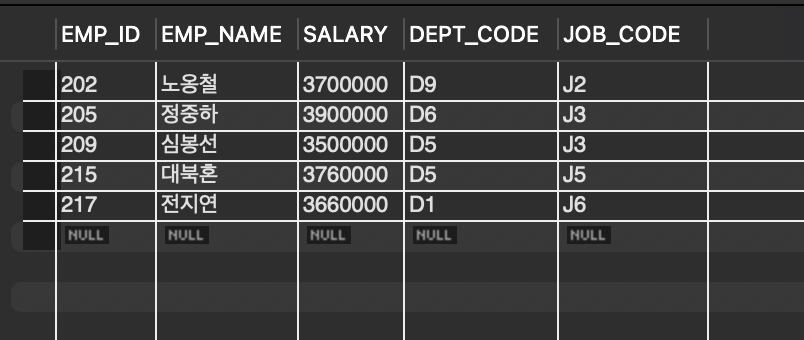 EMP_ID EMP_NAME SALARY DEPT_CODE JOB_CODE
202 노옹철 3700000 D9 J2
205 정중하 3900000 D6 J3
209 심봉선 3500000 D5 J3
215 대북혼 3760000 D5 J5
217 전지연 3660000 D1 J6
NULL NULL NULL NULL NULL